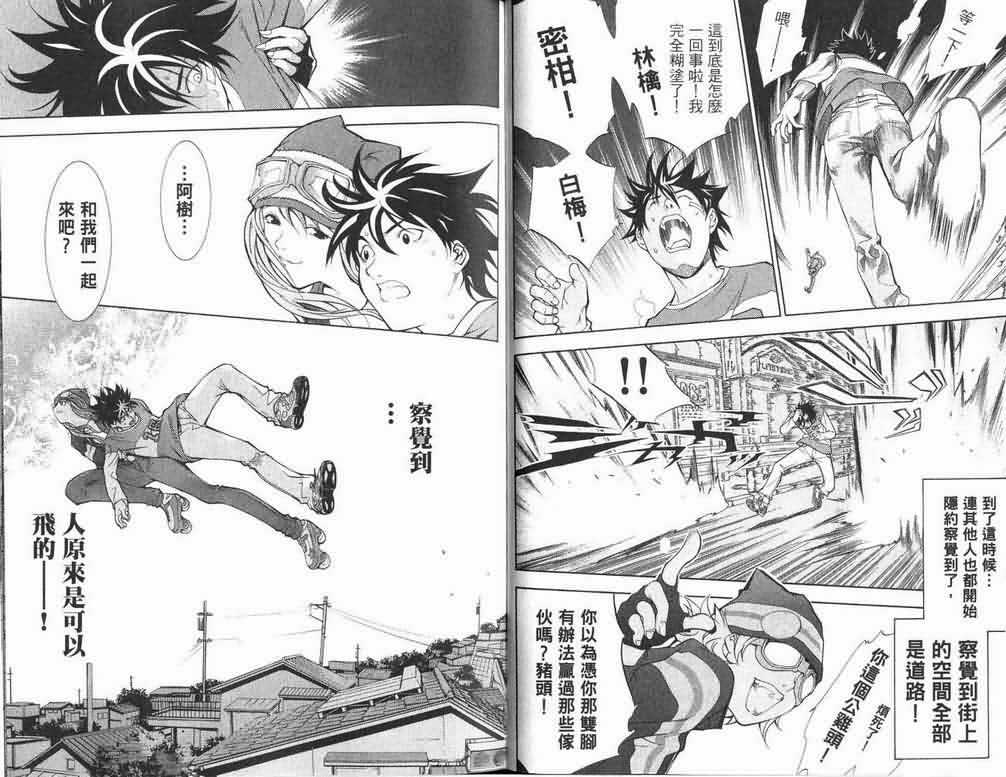 等一下—！
喂——！
這到底是怎麼
一回事啦！我
完全糊塗了！
林檎！
密柑！
白梅！
!!
到了這時候…
連其他人也都開始
隱約察覺到了，
察覺到街上
的空間全部
是道路！
煩死了！
你這個公雞頭！
你以為憑你那雙腳
有辦法贏過那些傢
伙嗎？豬頭！
…阿樹…
和我們一起
來吧？
察覺到
…
人原來是可以
飛的——！